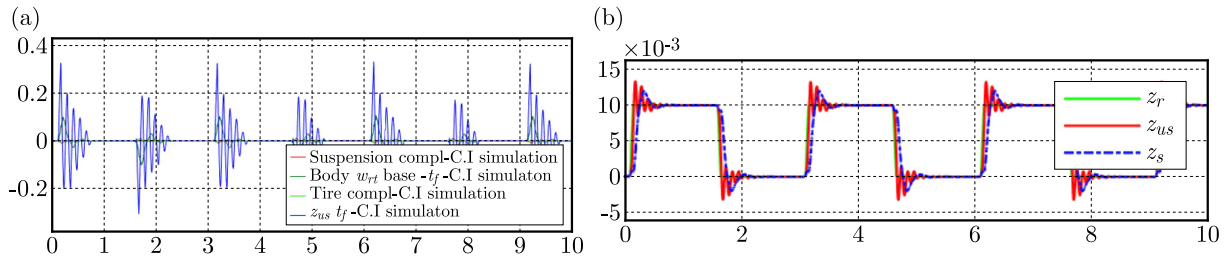 (a)
0.4
0.2
0
-0.2
0 1 2 3 4 5 6 7 8 9 10
Suspension compl-C.I simulation
Body w_rt base -t_f-C.I simulaton
Tire compl-C.I simulation
z_us t_f-C.I simulaton
(b)
×10^-3
15
10
5
0
-5
0 2 4 6 8 10
z_r
z_us
z_s